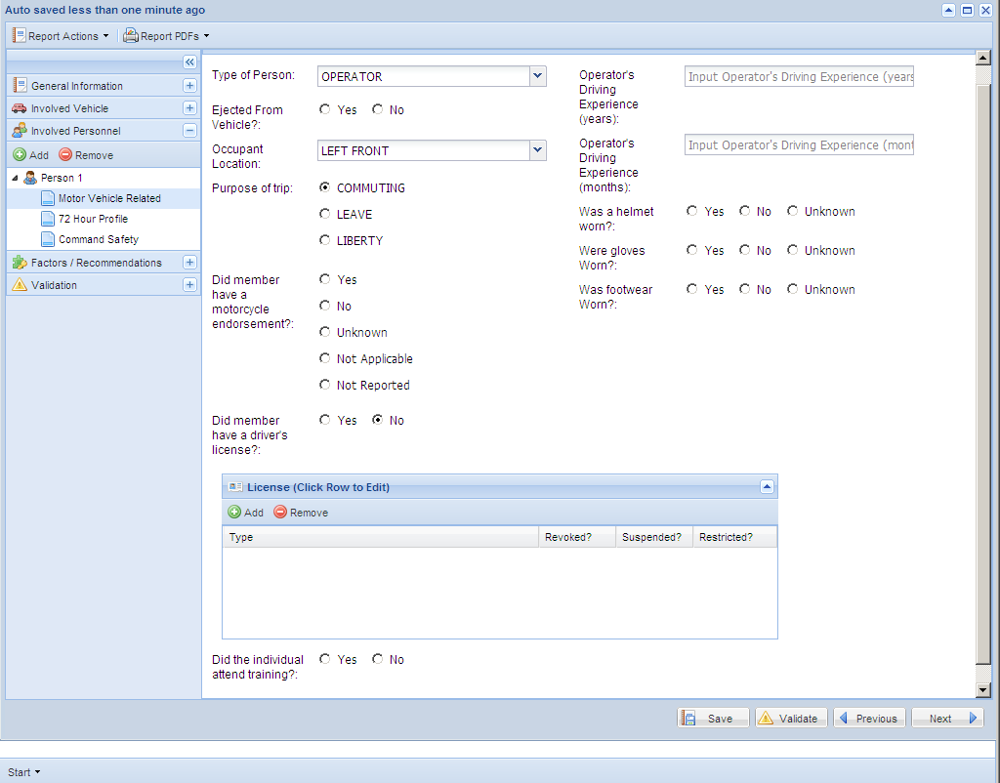 Auto saved less than one minute ago
Report Actions
Report PDFs
General Information
Involved Vehicle
Involved Personnel
Add Remove
Person 1
Motor Vehicle Related
72 Hour Profile
Command Safety
Factors / Recommendations
Validation
Type of Person: OPERATOR
Ejected From
Vehicle?:
Yes No
Occupant
Location:
LEFT FRONT
Purpose of trip: COMMUTING
LEAVE
LIBERTY
Did member
have a
motorcycle
endorsement?:
Yes
No
Unknown
Not Applicable
Not Reported
Did member
have a driver's
license?:
Yes No
Operator's
Driving
Experience
(years):
Input Operator's Driving Experience (years
Operator's
Driving
Experience
(months):
Input Operator's Driving Experience (mont
Was a helmet
worn?:
Yes No Unknown
Were gloves
Worn?:
Yes No Unknown
Was footwear
Worn?:
Yes No Unknown
License (Click Row to Edit)
Add Remove
Type Revoked? Suspended? Restricted?
Did the individual
attend training?:
Yes No
Save Validate Previous Next
Start